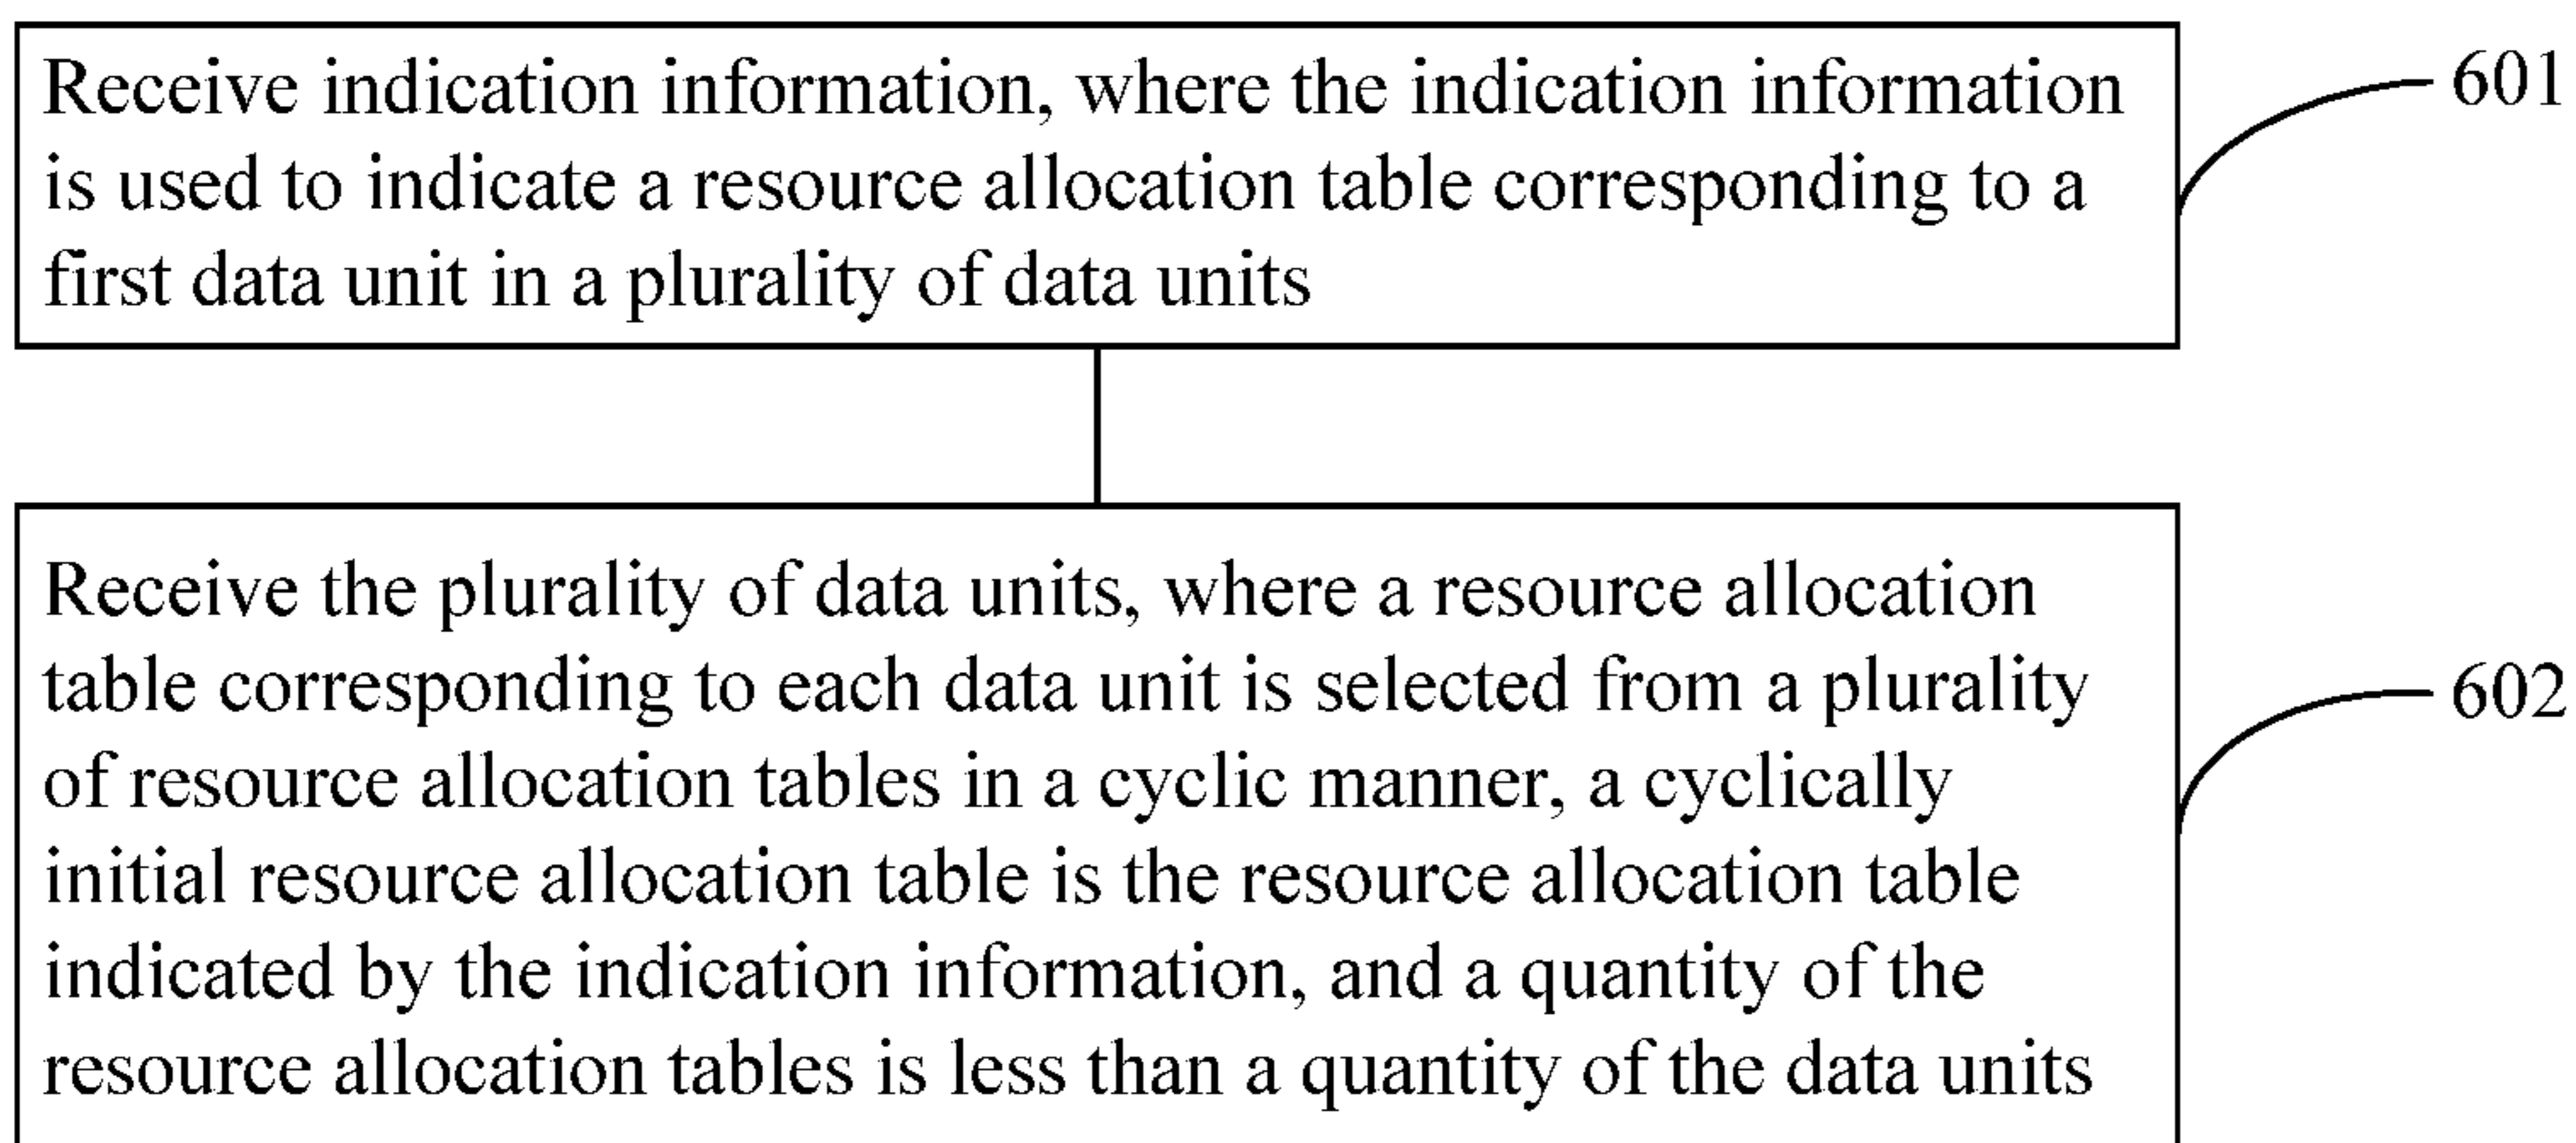 Receive indication information, where the indication information
is used to indicate a resource allocation table corresponding to a
first data unit in a plurality of data units
601
Receive the plurality of data units, where a resource allocation
table corresponding to each data unit is selected from a plurality
of resource allocation tables in a cyclic manner, a cyclically
initial resource allocation table is the resource allocation table
indicated by the indication information, and a quantity of the
resource allocation tables is less than a quantity of the data units
602